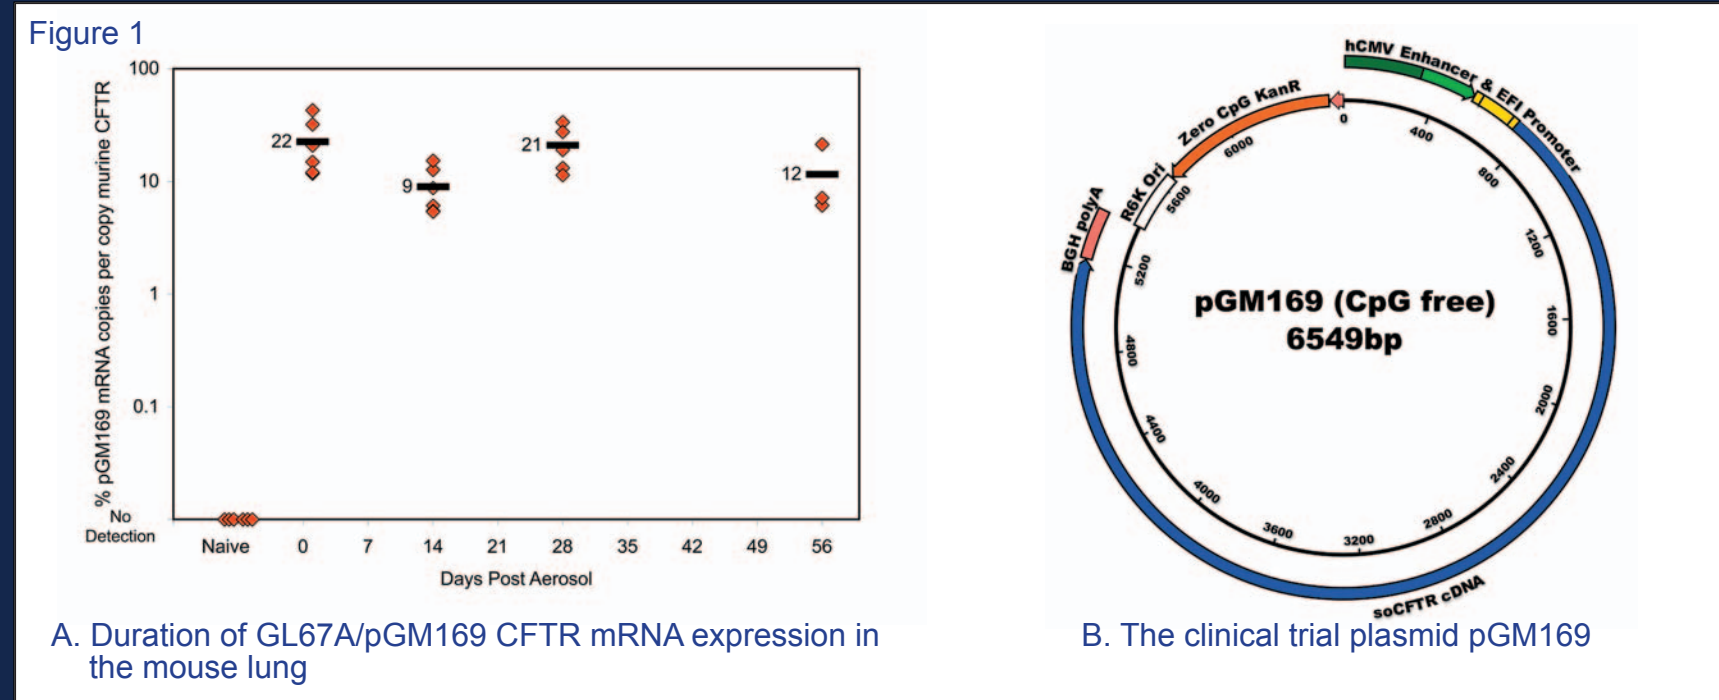 Figure 1
% pGM169 mRNA copies per copy murine CFTR
100
10
1
0.1
No
Detection
22
9
21
12
Naive 0 7 14 21 28 35 42 49 56
Days Post Aerosol
A. Duration of GL67A/pGM169 CFTR mRNA expression in
the mouse lung
hCMV Enhancer & EFI Promoter
Zero CpG KanR
R6K Ori
BGH polyA
soCFTR cDNA
0
400
800
1200
1600
2000
2400
2800
3200
3600
4000
4400
4800
5200
5600
6000
pGM169 (CpG free)
6549bp
B. The clinical trial plasmid pGM169